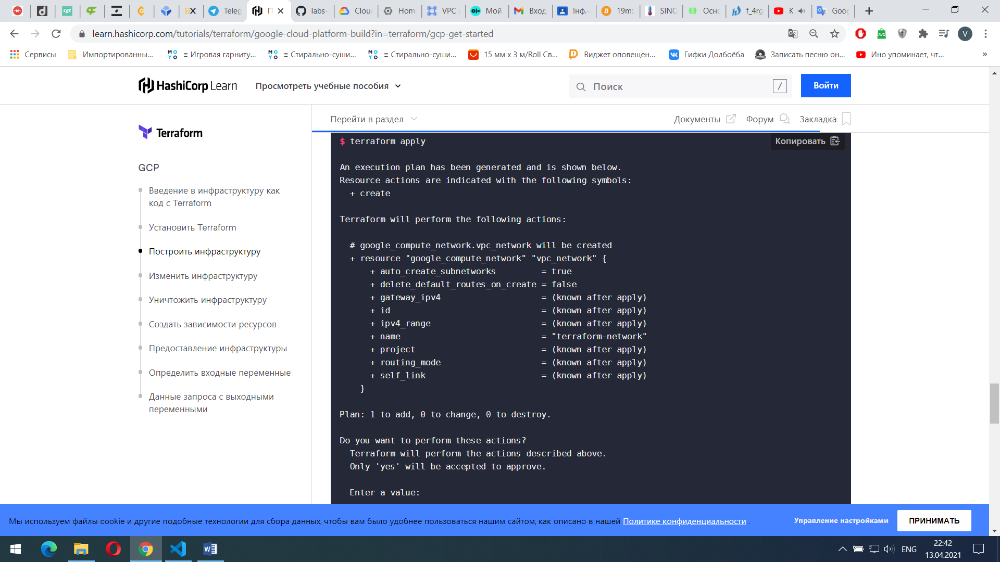 Teleg
П
labs-
Cloud
Hom
VPC
Мой
Вход
Інф.-
19m
SINC
Осно
f_4rg
K
Goog
learn.hashicorp.com/tutorials/terraform/google-cloud-platform-build?in=terraform/gcp-get-started
V
Сервисы
Импортированны...
≡ Игровая гарниту...
≡ Стирально-суши...
≡ Стирально-суши...
15 мм x 3 м/Roll Св...
Виджет оповещен...
Гифки Долбоёба
Записать песню он...
Ино упоминает, чт...
»
HashiCorp Learn
Просмотреть учебные пособия
Поиск
/
Войти
Перейти в раздел
Документы
Форум
Закладка
Terraform
GCP
Введение в инфраструктуру как
код с Terraform
Установить Terraform
Построить инфраструктуру
Изменить инфраструктуру
Уничтожить инфраструктуру
Создать зависимости ресурсов
Предоставление инфраструктуры
Определить входные переменные
Данные запроса с выходными
переменными
$ terraform apply
Копировать
An execution plan has been generated and is shown below.
Resource actions are indicated with the following symbols:
+ create
Terraform will perform the following actions:
# google_compute_network.vpc_network will be created
+ resource "google_compute_network" "vpc_network" {
+ auto_create_subnetworks = true
+ delete_default_routes_on_create = false
+ gateway_ipv4 = (known after apply)
+ id = (known after apply)
+ ipv4_range = (known after apply)
+ name = "terraform-network"
+ project = (known after apply)
+ routing_mode = (known after apply)
+ self_link = (known after apply)
}
Plan: 1 to add, 0 to change, 0 to destroy.
Do you want to perform these actions?
Terraform will perform the actions described above.
Only 'yes' will be accepted to approve.
Enter a value:
Мы используем файлы cookie и другие подобные технологии для сбора данных, чтобы вам было удобнее пользоваться нашим сайтом, как описано в нашей Политике конфиденциальности .
Управление настройками
ПРИНИМАТЬ
ENG
22:42
13.04.2021